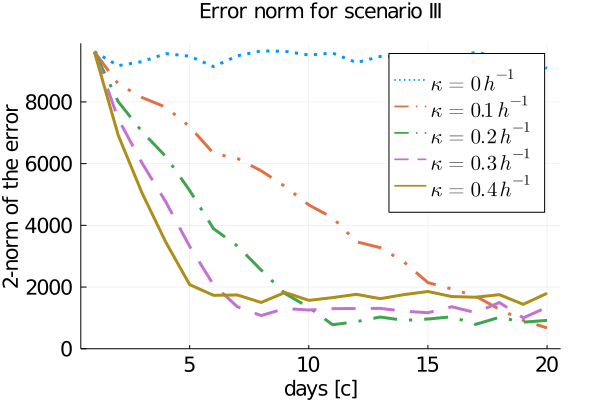 Error norm for scenario III
2-norm of the error
8000
6000
4000
2000
0
κ = 0 h⁻¹
κ = 0.1 h⁻¹
κ = 0.2 h⁻¹
κ = 0.3 h⁻¹
κ = 0.4 h⁻¹
5 10 15 20
days [c]